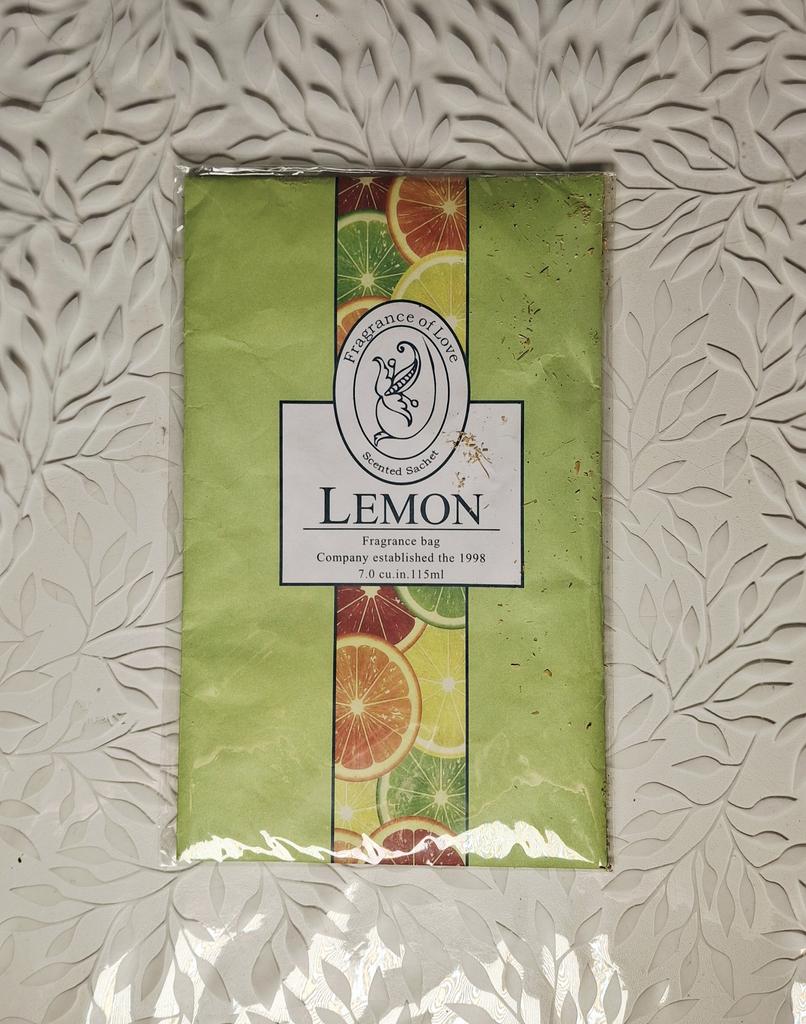 Fragrance of Love
Scented Sachet
LEMON
Fragrance bag
Company established the 1998
7.0 cu.in.115ml